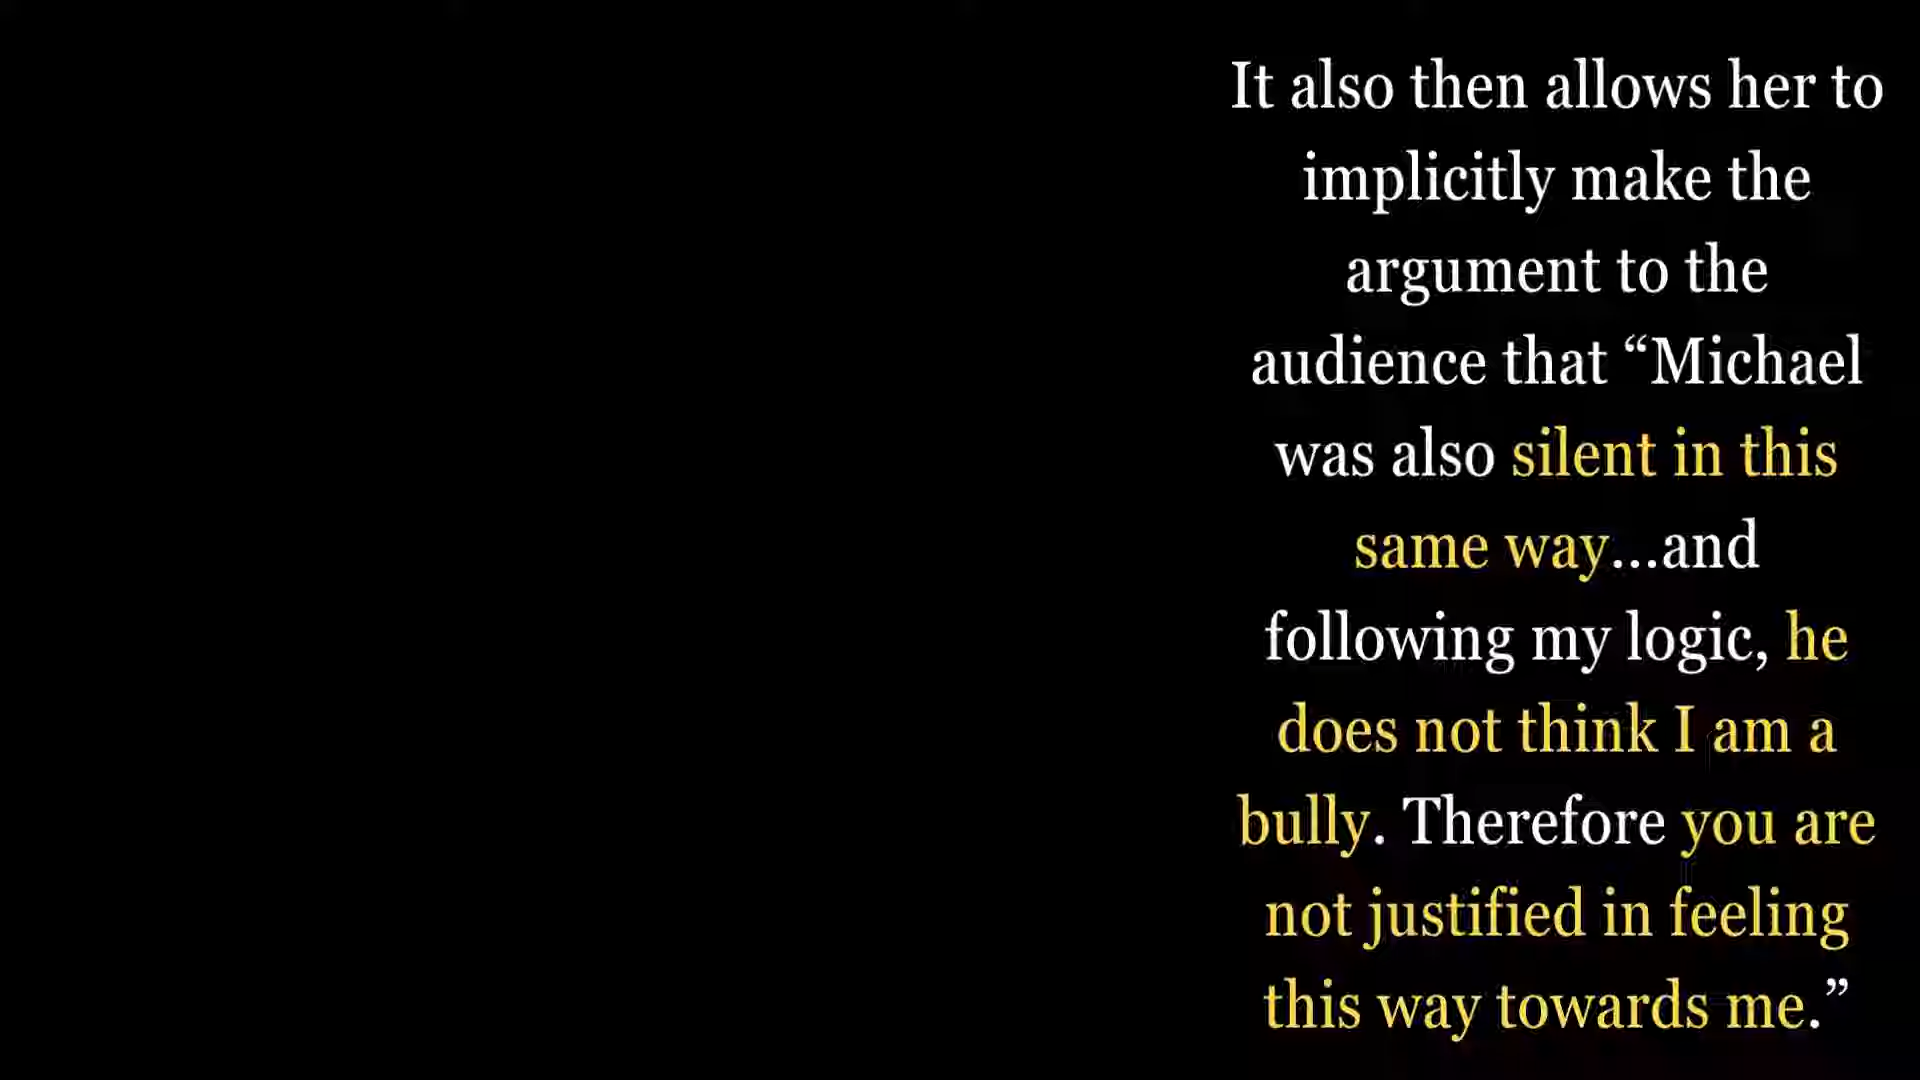 It also then allows her to
implicitly make the
argument to the
audience that “Michael
was also silent in this
same way...and
following my logic, he
does not think I am a
bully. Therefore you are
not justified in feeling
this way towards me.”